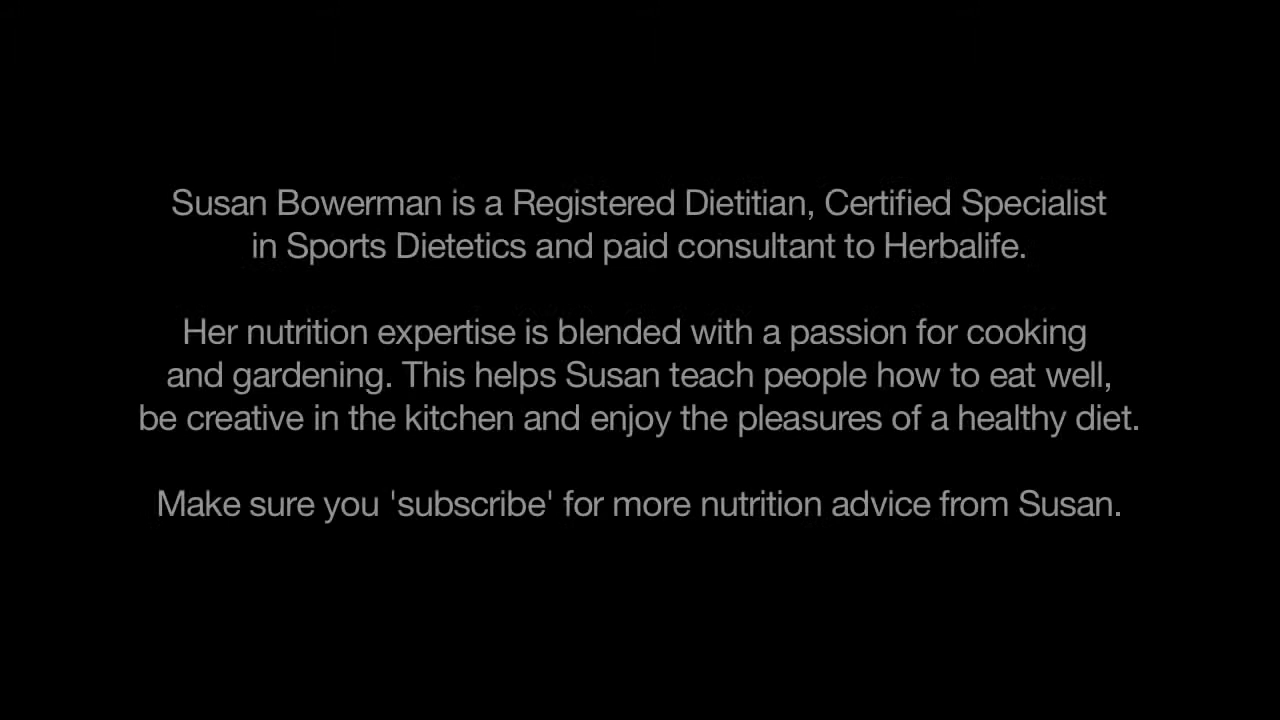 Susan Bowerman is a Registered Dietitian, Certified Specialist
in Sports Dietetics and paid consultant to Herbalife.
Her nutrition expertise is blended with a passion for cooking
and gardening. This helps Susan teach people how to eat well,
be creative in the kitchen and enjoy the pleasures of a healthy diet.
Make sure you 'subscribe' for more nutrition advice from Susan.